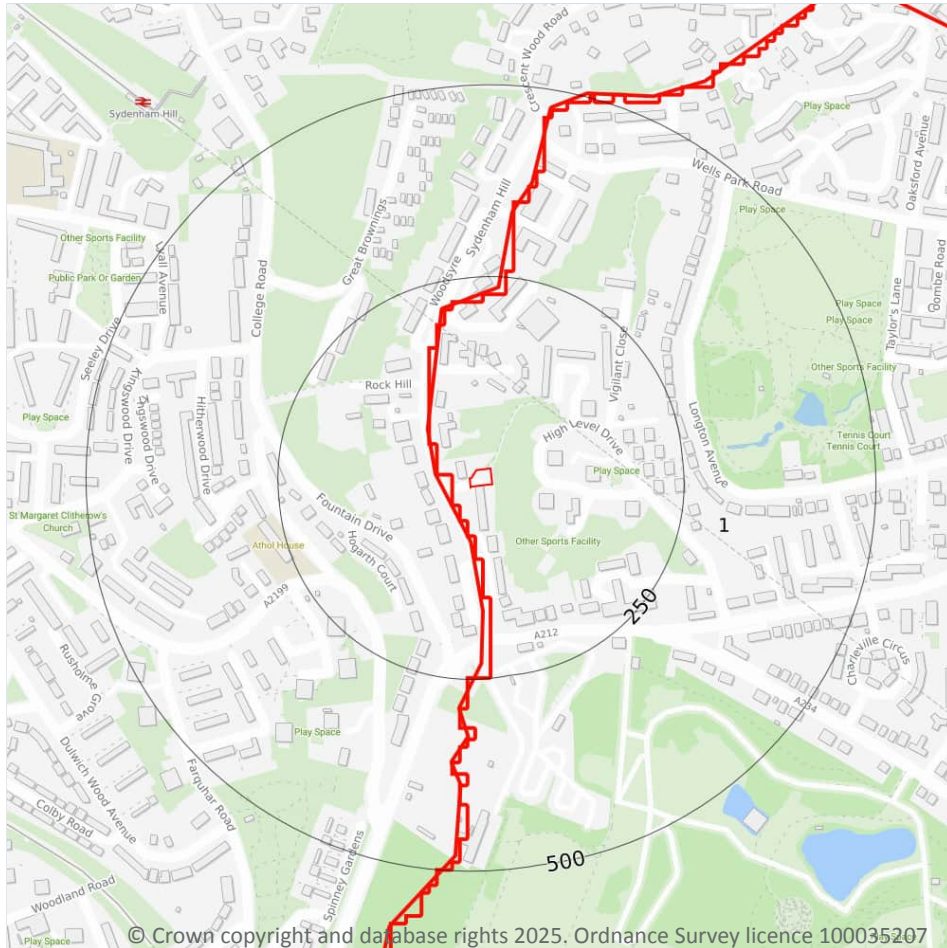 Crescent Wood Road
Sydenham Hill
Play Space
Oaksford Avenue
Wells Park Road
Play Space
Sydenham Hill
Great Brownings
Other Sports Facility
Lyall Avenue
Public Park Or Garden
College Road
Woodsyre
Coombe Road
Taylor's Lane
Play Space
Play Space
Seeley Drive
Vigilant Close
Rock Hill
Other Sports Facility
Kingswood Drive
Kingswood Drive
Hitherwood Drive
Play Space
Longton Avenue
High Level Drive
Tennis Court
Tennis Court
Play Space
Fountain Drive
St Margaret Clitherow's
Church
1
Athol House
Hogarth Court
Other Sports Facility
A2199
250
A212
Charleville Circus
Rusholme Grove
A234
Play Space
Dulwich Wood Avenue
Farquhar Road
Colby Road
500
Spinney Gardens
Woodland Road
Play Space
© Crown copyright and database rights 2025. Ordnance Survey licence 100035207